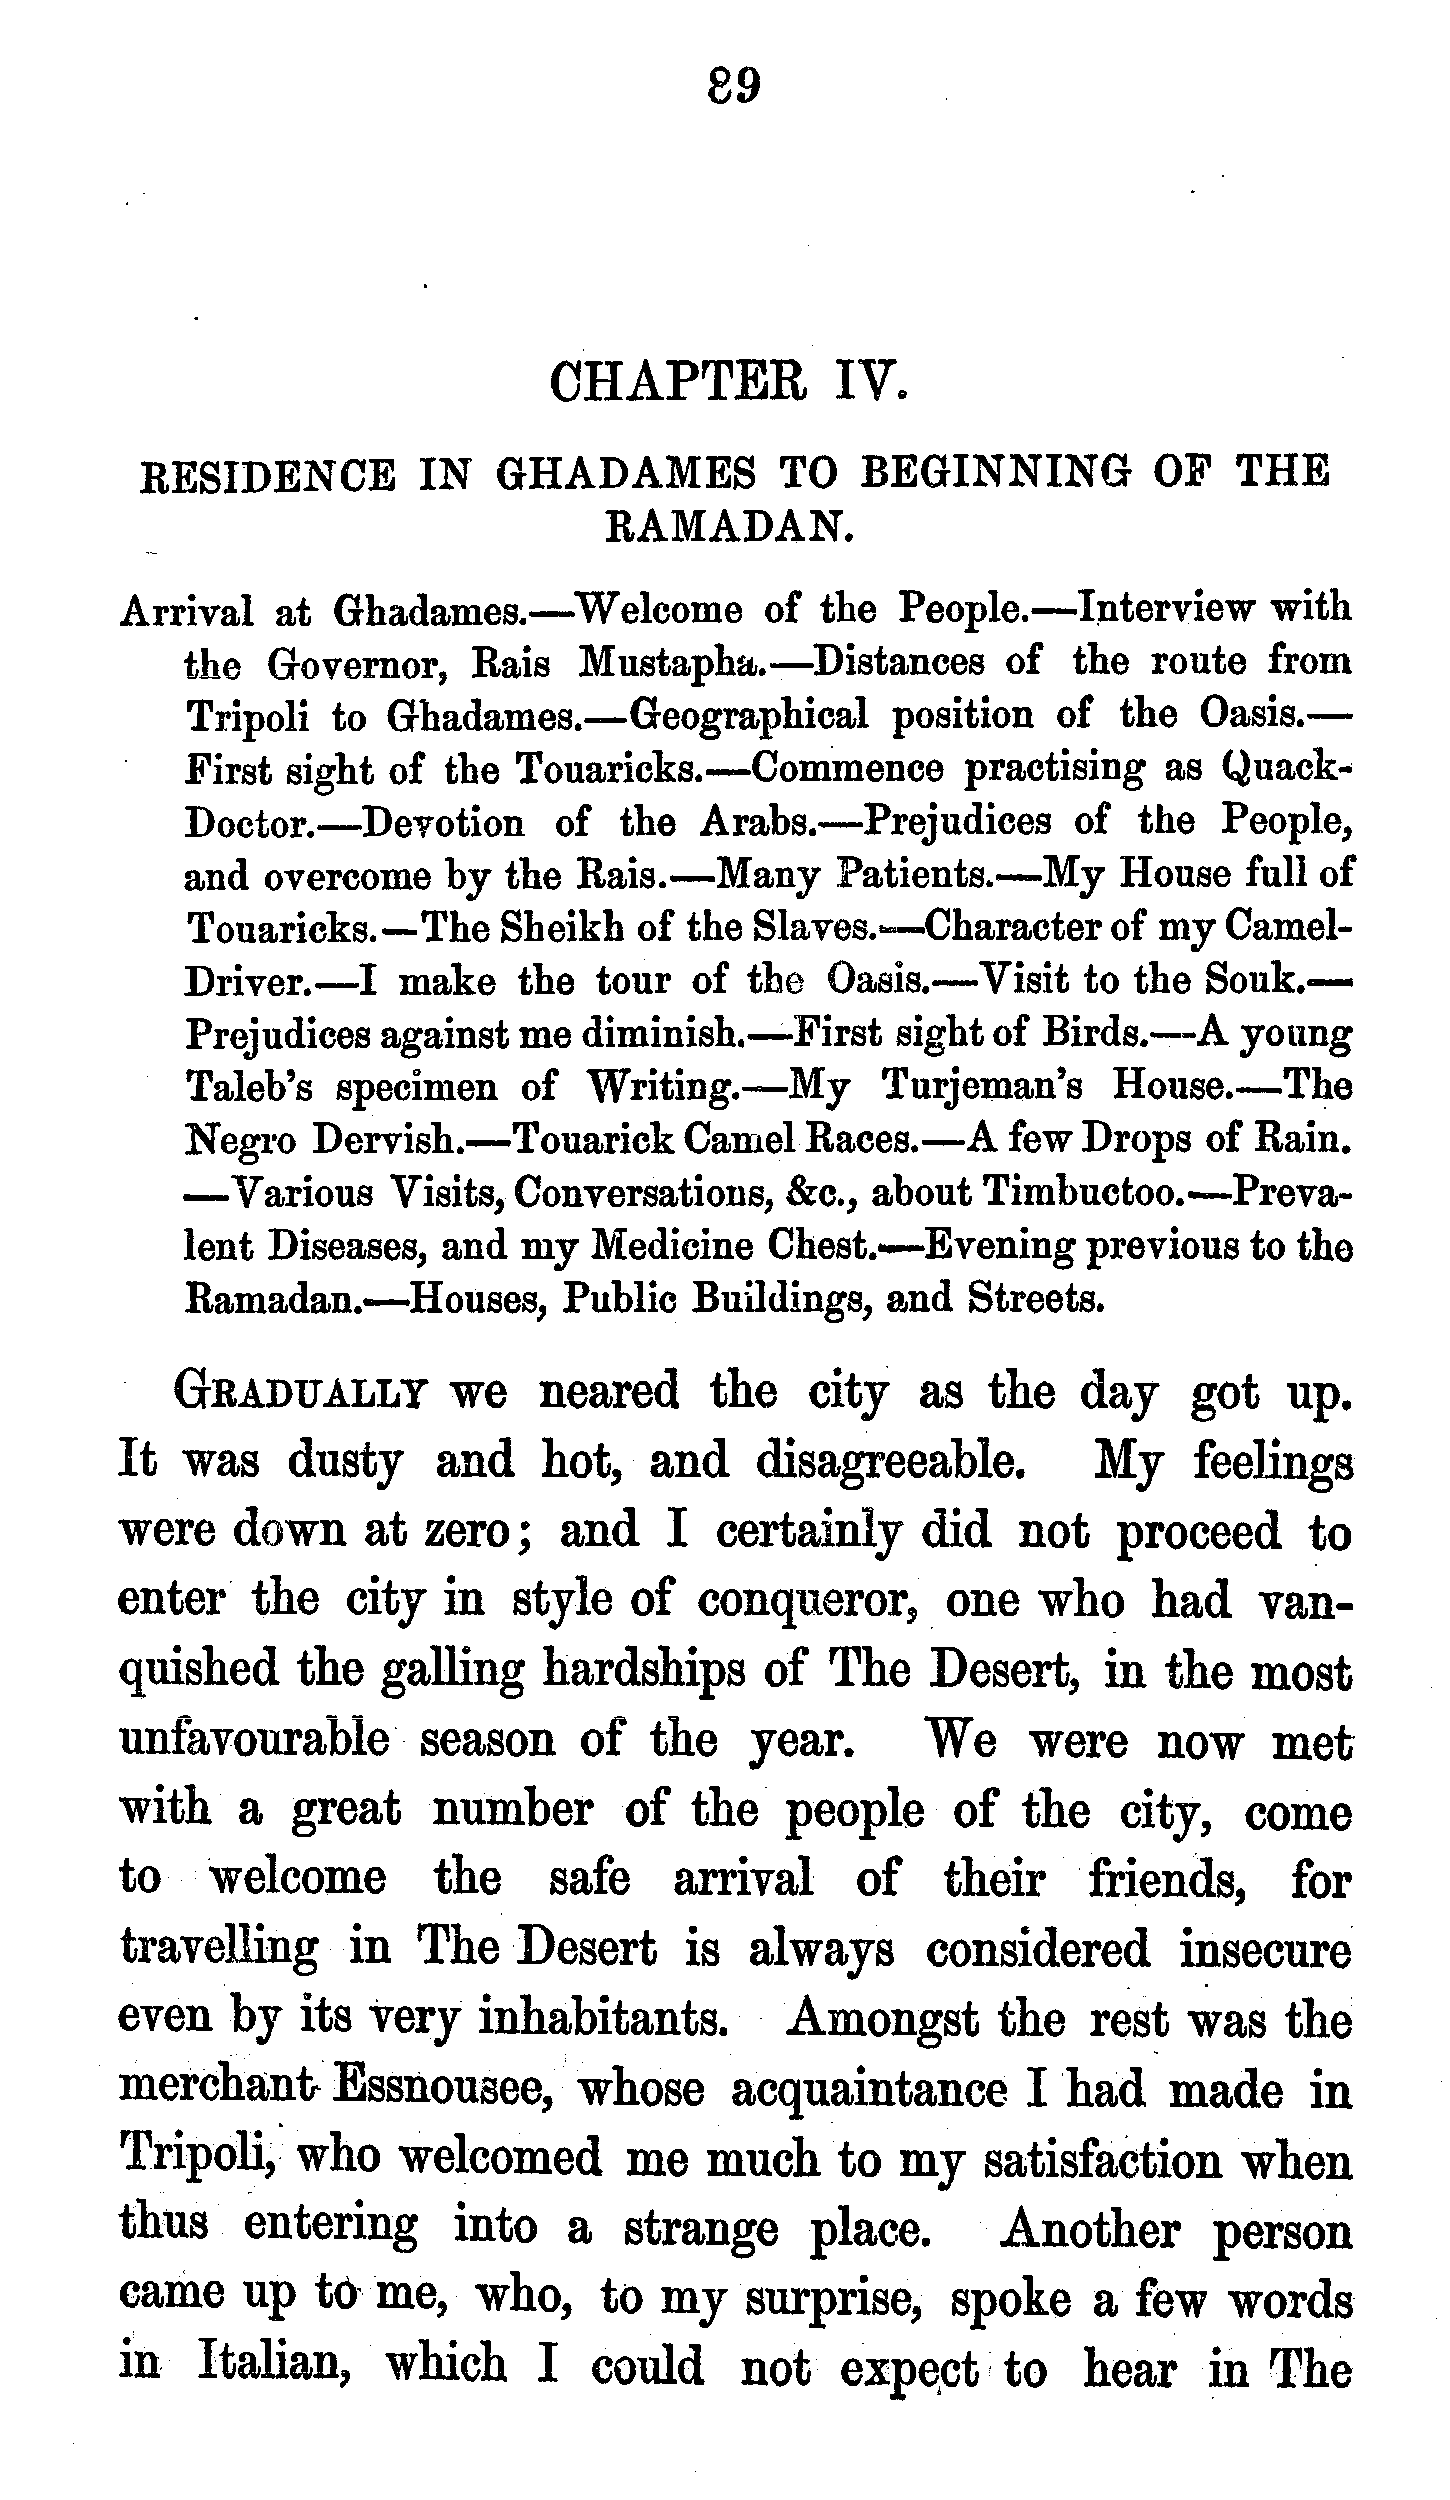 89
CHAPTER IV.
RESIDENCE IN GHADAMES TO BEGINNING OF THE
RAMADAN.
Arrival at Ghadames.—Welcome of the People.—Interview with
the Governor, Rais Mustapha.—Distances of the route from
Tripoli to Ghadames.—Geographical position of the Oasis.—
First sight of the Touaricks.—Commence practising as Quack-
Doctor.—Devotion of the Arabs.—Prejudices of the People,
and overcome by the Rais.—Many Patients.—My House full of
Touaricks.—The Sheikh of the Slaves.—Character of my Camel-
Driver.—I make the tour of the Oasis.—Visit to the Souk.—
Prejudices against me diminish.—First sight of Birds.—A young
Taleb's specimen of Writing.—My Turjeman's House.—The
Negro Dervish.—Touarick Camel Races.—A few Drops of Rain.
—Various Visits, Conversations, &c., about Timbuctoo.—Preva-
lent Diseases, and my Medicine Chest.—Evening previous to the
Ramadan.—Houses, Public Buildings, and Streets.
GRADUALLY we neared the city as the day got up.
It was dusty and hot, and disagreeable. My feelings
were down at zero; and I certainly did not proceed to
enter the city in style of conqueror, one who had van-
quished the galling hardships of The Desert, in the most
unfavourable season of the year. We were now met
with a great number of the people of the city, come
to welcome the safe arrival of their friends, for
travelling in The Desert is always considered insecure
even by its very inhabitants. Amongst the rest was the
merchant Essnousee, whose acquaintance I had made in
Tripoli, who welcomed me much to my satisfaction when
thus entering into a strange place. Another person
came up to me, who, to my surprise, spoke a few words
in Italian, which I could not expect to hear in The